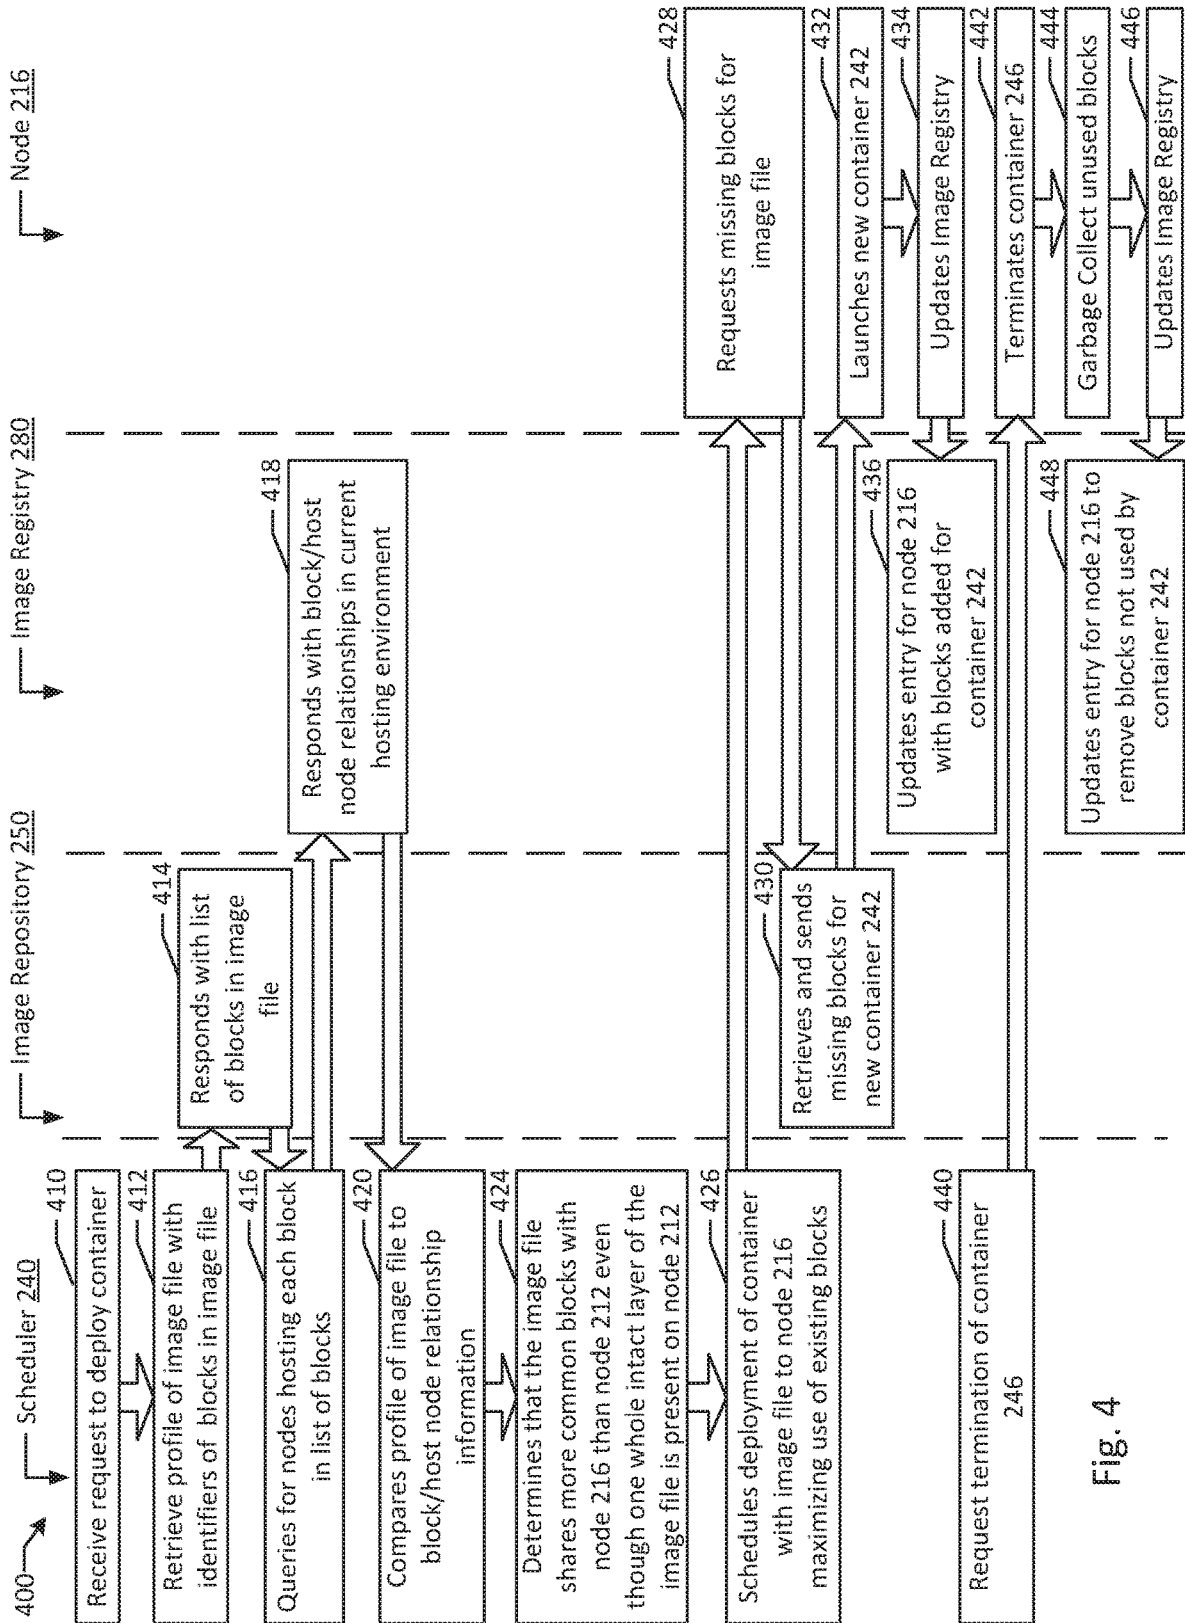 400
Scheduler 240
Image Repository 250
Image Registry 280
Node 216
410
Receive request to deploy container
412
Retrieve profile of image file with
identifiers of blocks in image file
414
Responds with list
of blocks in image
file
416
Queries for nodes hosting each block
in list of blocks
418
Responds with block/host
node relationships in current
hosting environment
420
Compares profile of image file to
block/host node relationship
information
424
Determines that the image file
shares more common blocks with
node 216 than node 212 even
though one whole intact layer of the
image file is present on node 212
426
Schedules deployment of container
with image file to node 216
maximizing use of existing blocks
428
Requests missing blocks for
image file
430
Retrieves and sends
missing blocks for
new container 242
432
Launches new container 242
434
Updates Image Registry
436
Updates entry for node 216
with blocks added for
container 242
440
Request termination of container
246
442
Terminates container 246
444
Garbage Collect unused blocks
446
Updates Image Registry
448
Updates entry for node 216 to
remove blocks not used by
container 242
Fig. 4